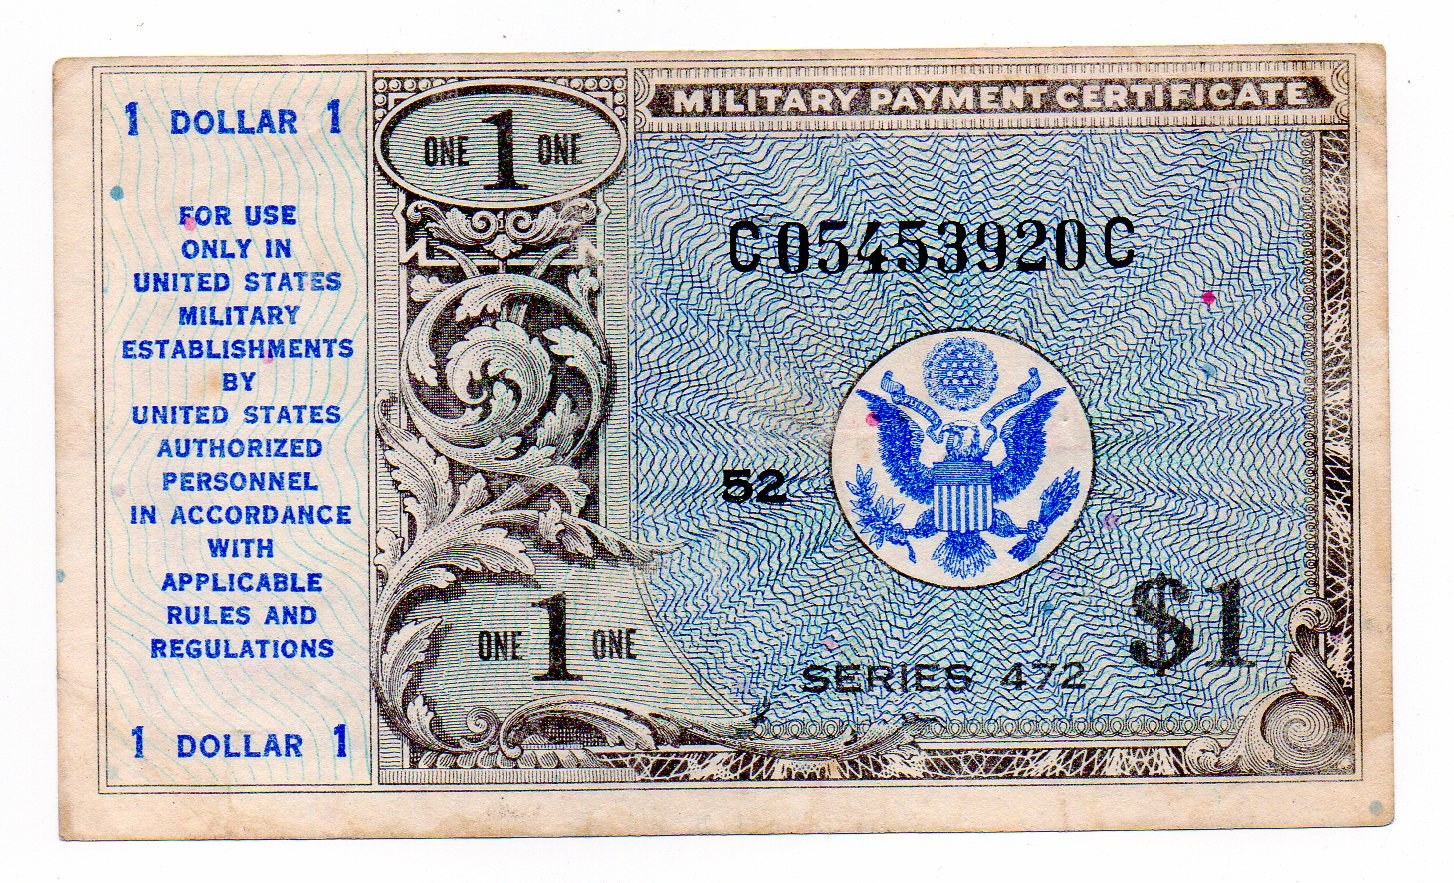 1 DOLLAR 1
FOR USE
ONLY IN
UNITED STATES
MILITARY
ESTABLISHMENTS
BY
UNITED STATES
AUTHORIZED
PERSONNEL
IN ACCORDANCE
WITH
APPLICABLE
RULES AND
REGULATIONS
1 DOLLAR 1
ONE 1 ONE
ONE 1 ONE
MILITARY PAYMENT CERTIFICATE
C05453920C
52
$1
SERIES 472